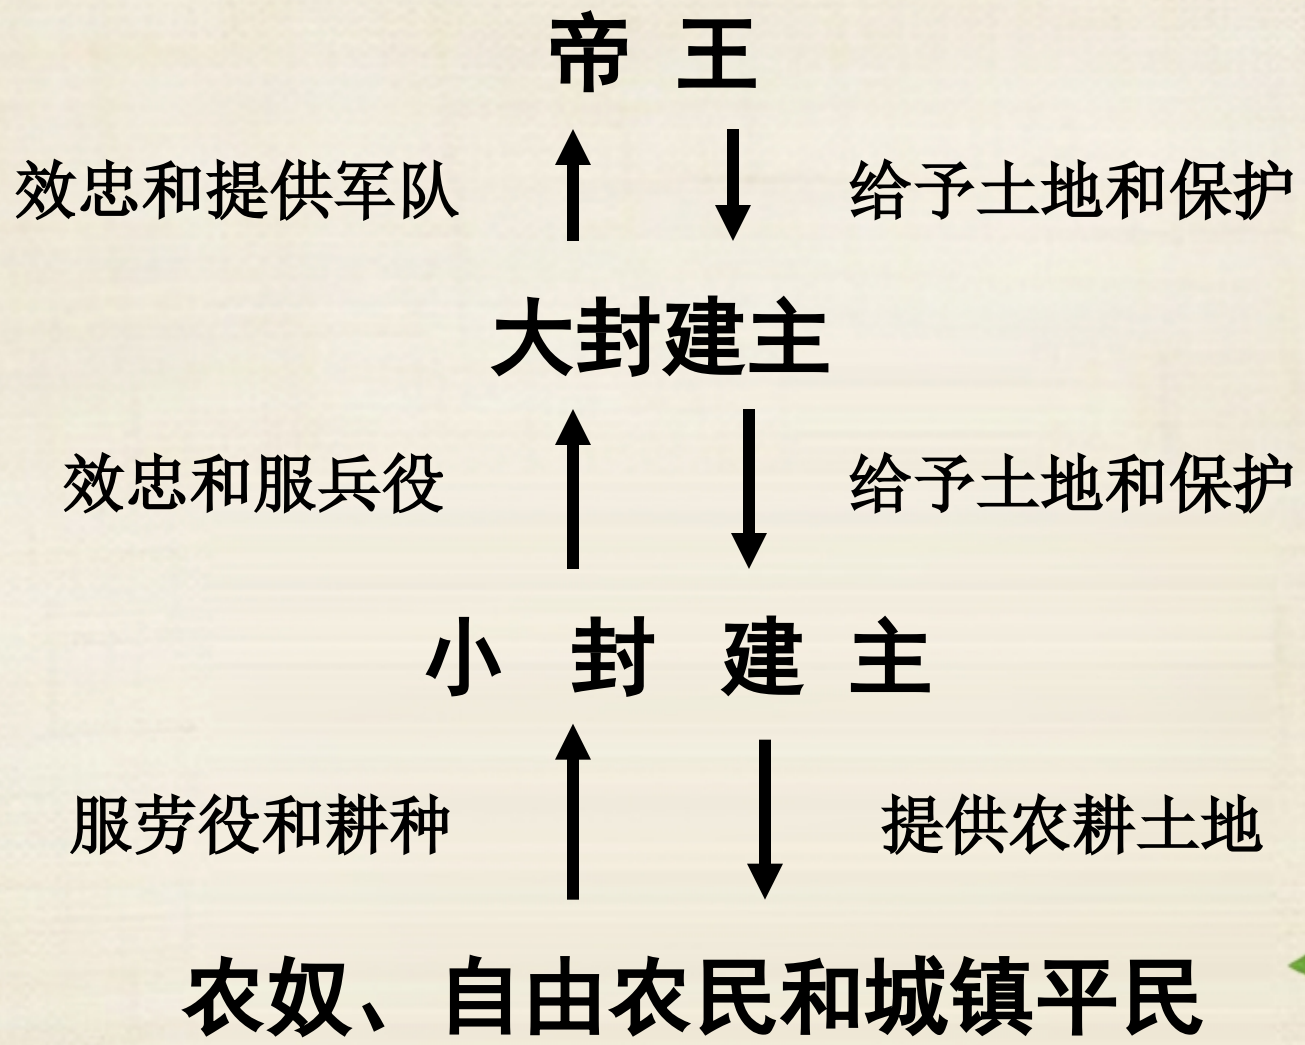 帝 王
效忠和提供军队 给予土地和保护
大封建主
效忠和服兵役 给予土地和保护
小 封 建 主
服劳役和耕种 提供农耕土地
农奴、自由农民和城镇平民